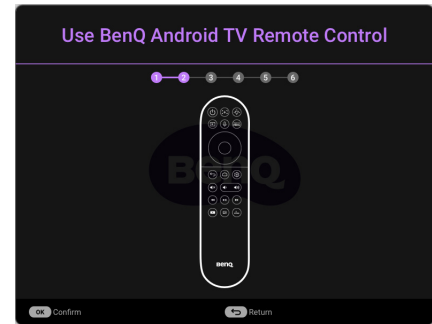 Use BenQ Android TV Remote Control
1 2 3 4 5 6
BenQ
BenQ
OK Confirm Return